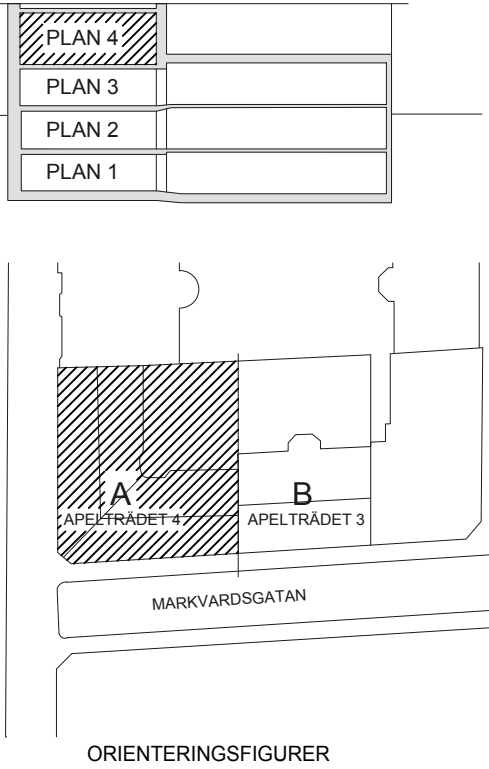 PLAN 4
PLAN 3
PLAN 2
PLAN 1
A
APELTRÄDET 4
B
APELTRÄDET 3
MARKVARDSGATAN
ORIENTERINGSFIGURER